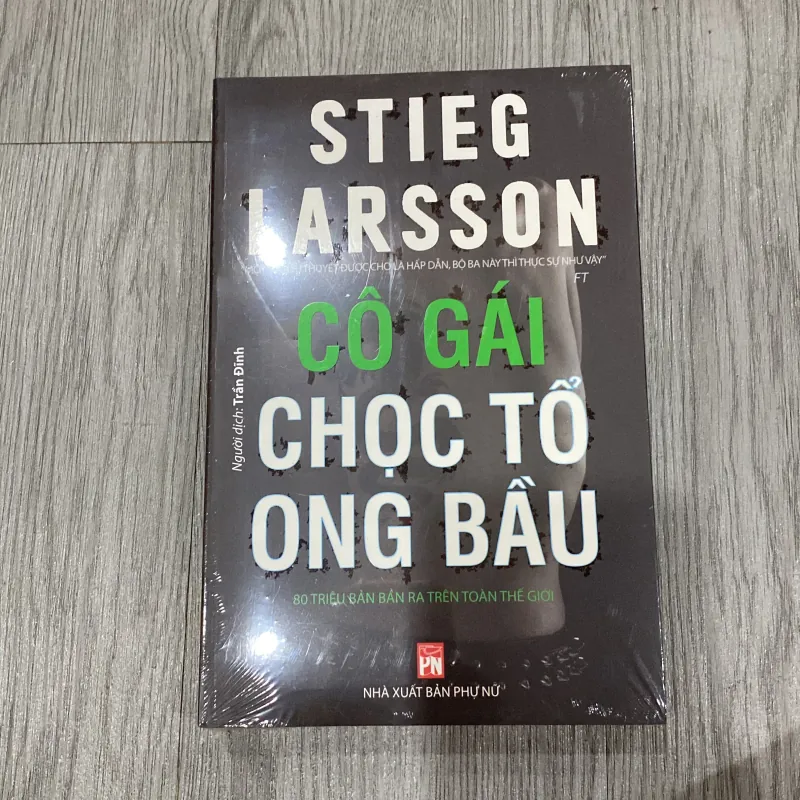 STIEG
LARSSON
THUYẾT ĐƯỢC CHO LÀ HẤP DẪN, BỘ BA NÀY THÌ THỰC SỰ NHƯ VẬY"
FT
CÔ GÁI
CHỌC TỔ
ONG BẦU
Người dịch: Trần Đĩnh
80 TRIỆU BẢN BÁN RA TRÊN TOÀN THẾ GIỚI
PN
NHÀ XUẤT BẢN PHỤ NỮ